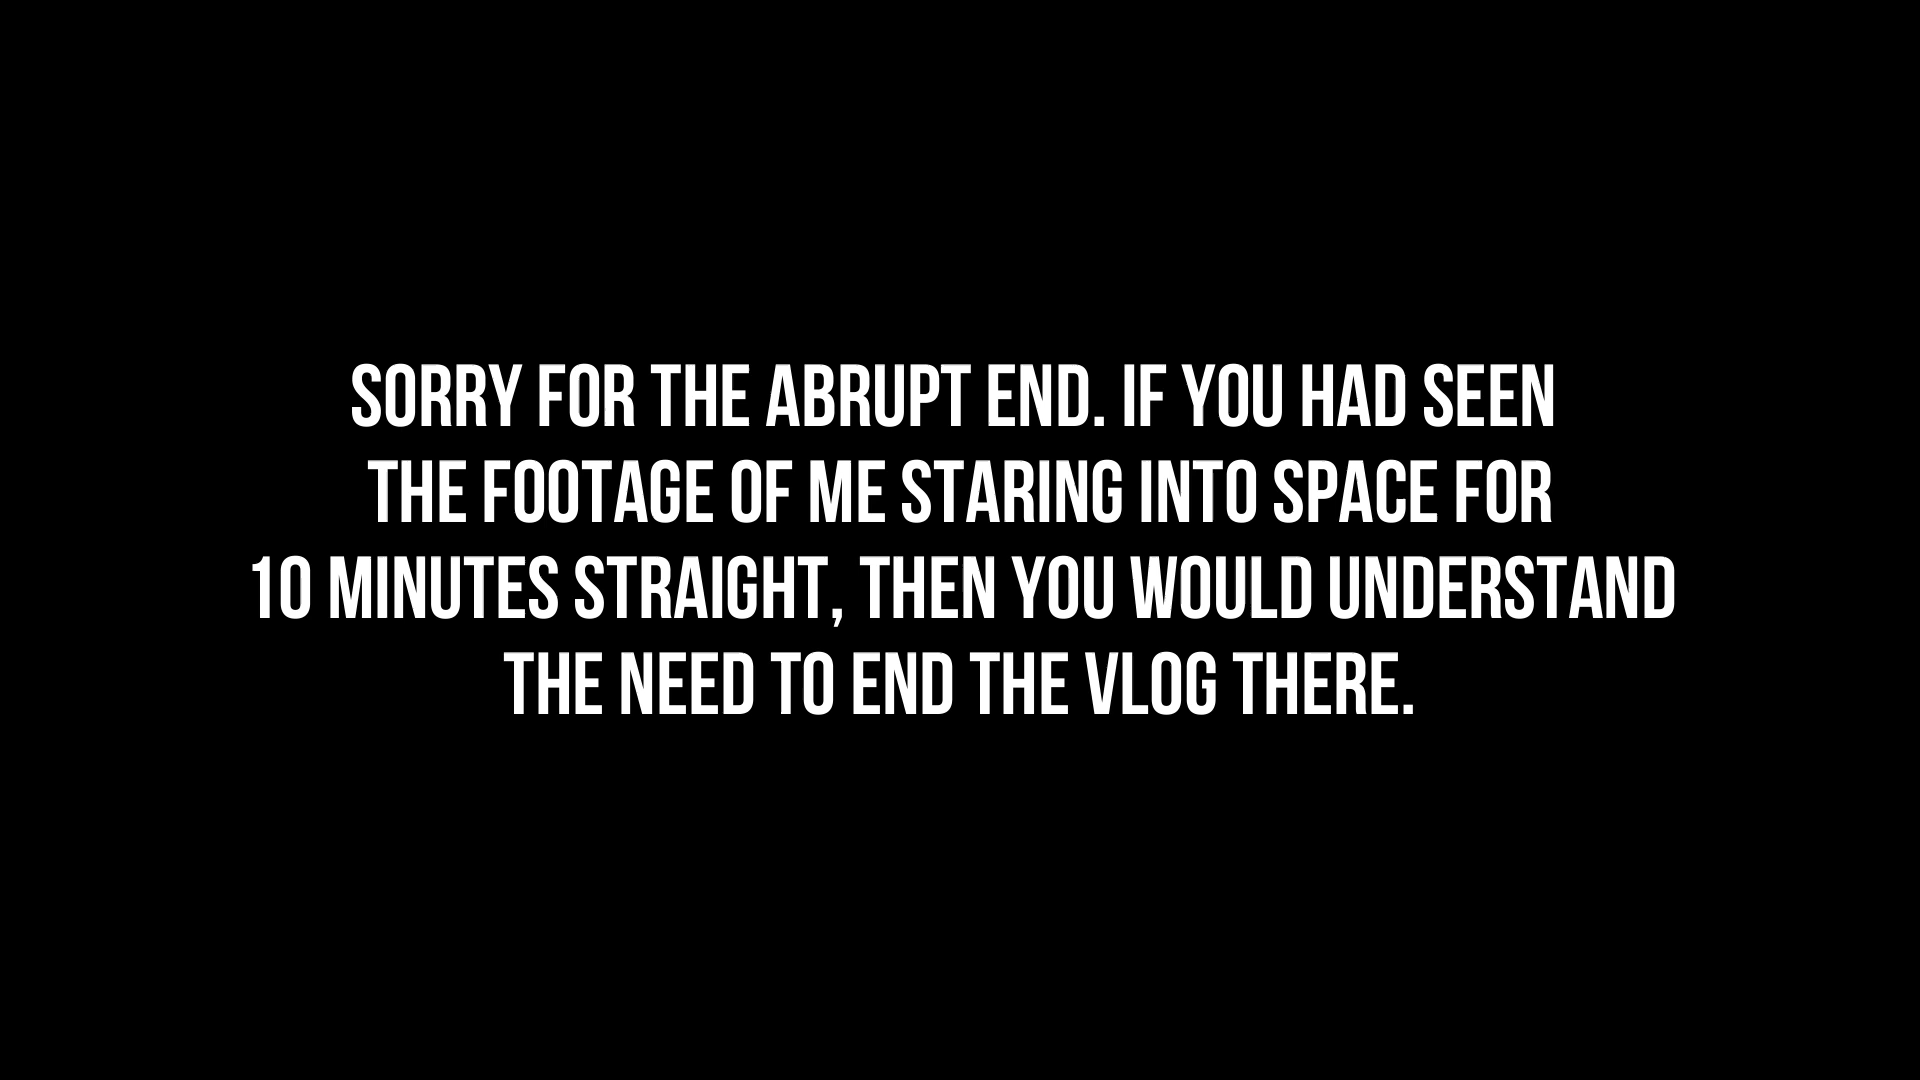 SORRY FOR THE ABRUPT END. IF YOU HAD SEEN
THE FOOTAGE OF ME STARING INTO SPACE FOR
10 MINUTES STRAIGHT, THEN YOU WOULD UNDERSTAND
THE NEED TO END THE VLOG THERE.